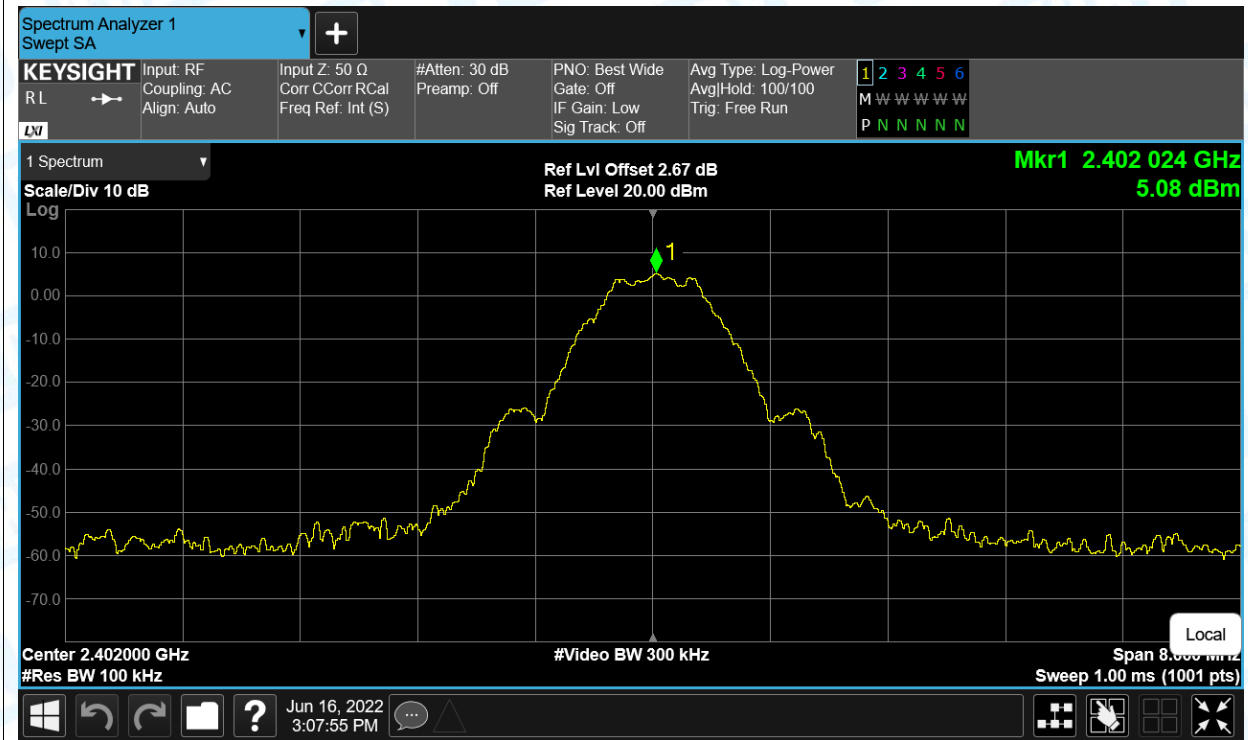 Spectrum Analyzer 1
Swept SA
KEYSIGHT
R L
LXI
Input: RF
Coupling: AC
Align: Auto
Input Z: 50 Ω
Corr CCorr RCal
Freq Ref: Int (S)
#Atten: 30 dB
Preamp: Off
PNO: Best Wide
Gate: Off
IF Gain: Low
Sig Track: Off
Avg Type: Log-Power
Avg|Hold: 100/100
Trig: Free Run
1 2 3 4 5 6
M W W W W W W
P N N N N N
1 Spectrum
Scale/Div 10 dB
Log
Ref Lvl Offset 2.67 dB
Ref Level 20.00 dBm
Mkr1 2.402 024 GHz
5.08 dBm
1
10.0
0.00
-10.0
-20.0
-30.0
-40.0
-50.0
-60.0
-70.0
Local
Center 2.402000 GHz
#Res BW 100 kHz
#Video BW 300 kHz
Span 8.000 MHz
Sweep 1.00 ms (1001 pts)
?
Jun 16, 2022
3:07:55 PM